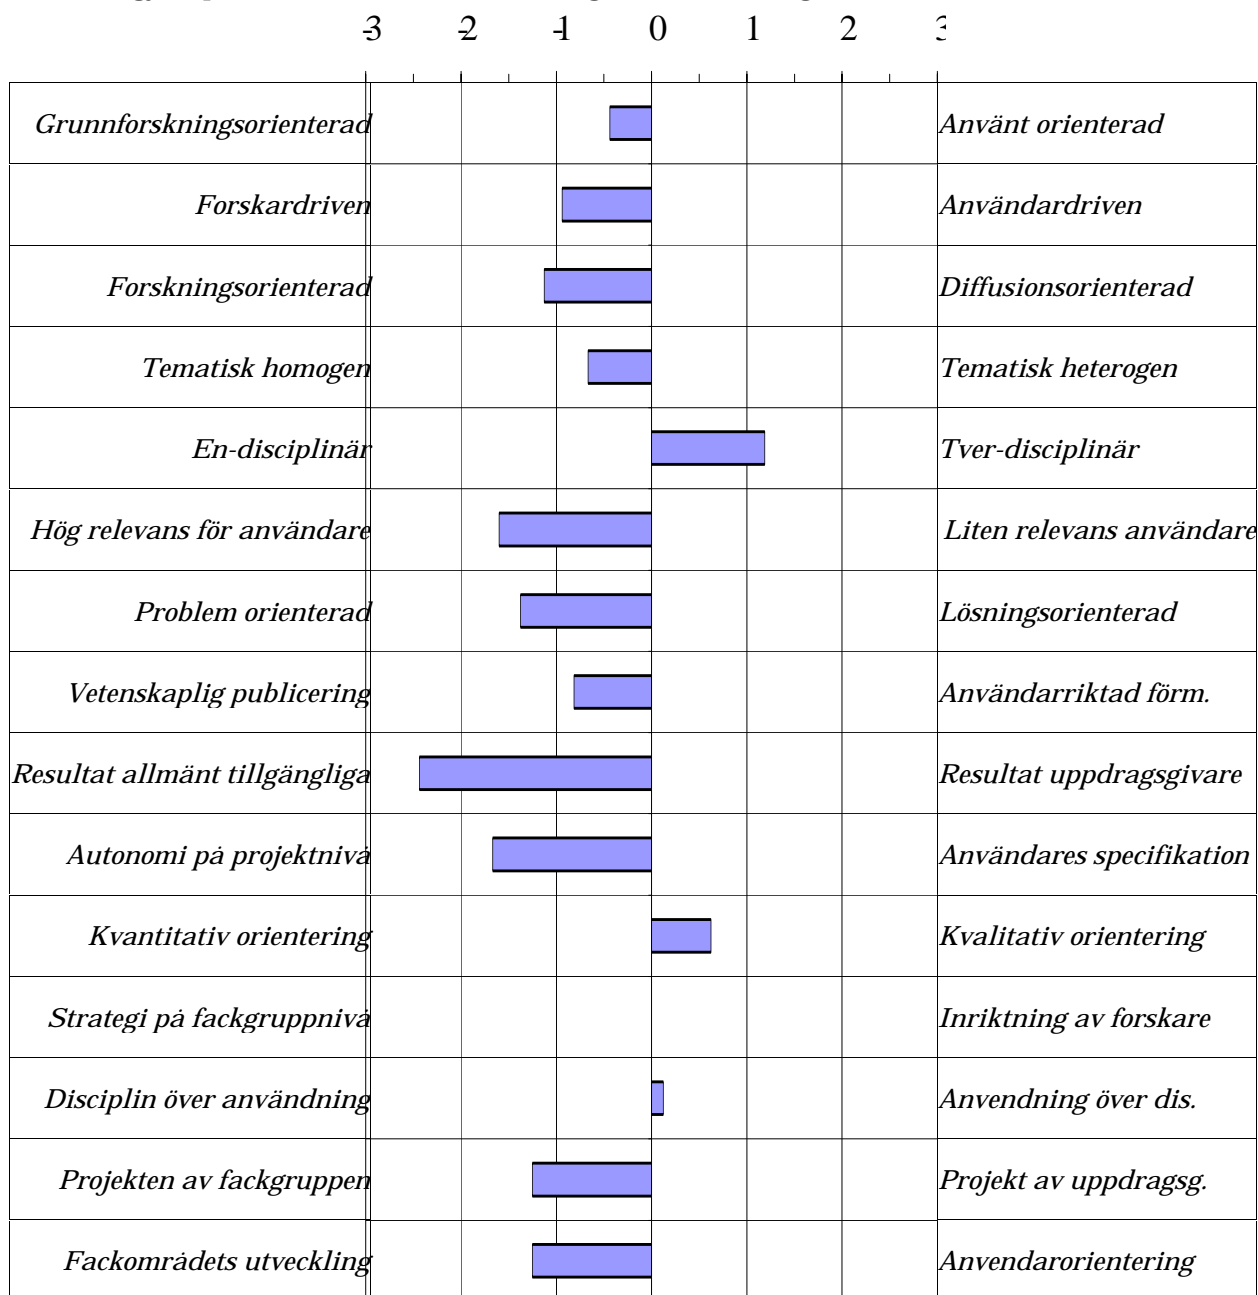 -3 -2 -1 0 1 2 3
Grunnforskningsorienterad Använt orienterad
Forskardriven Användardriven
Forskningsorienterad Diffusionsorienterad
Tematisk homogen Tematisk heterogen
En-disciplinär Tver-disciplinär
Hög relevans för användare Liten relevans användare
Problem orienterad Lösningsorienterad
Vetenskaplig publicering Användarriktad förm.
Resultat allmänt tillgängliga Resultat uppdragsgivare
Autonomi på projektnivå Användares specifikation
Kvantitativ orientering Kvalitativ orientering
Strategi på fackgruppnivå Inriktning av forskare
Disciplin över användning Anvendning över dis.
Projekten av fackgruppen Projekt av uppdragsg.
Fackområdets utveckling Anvendarorientering